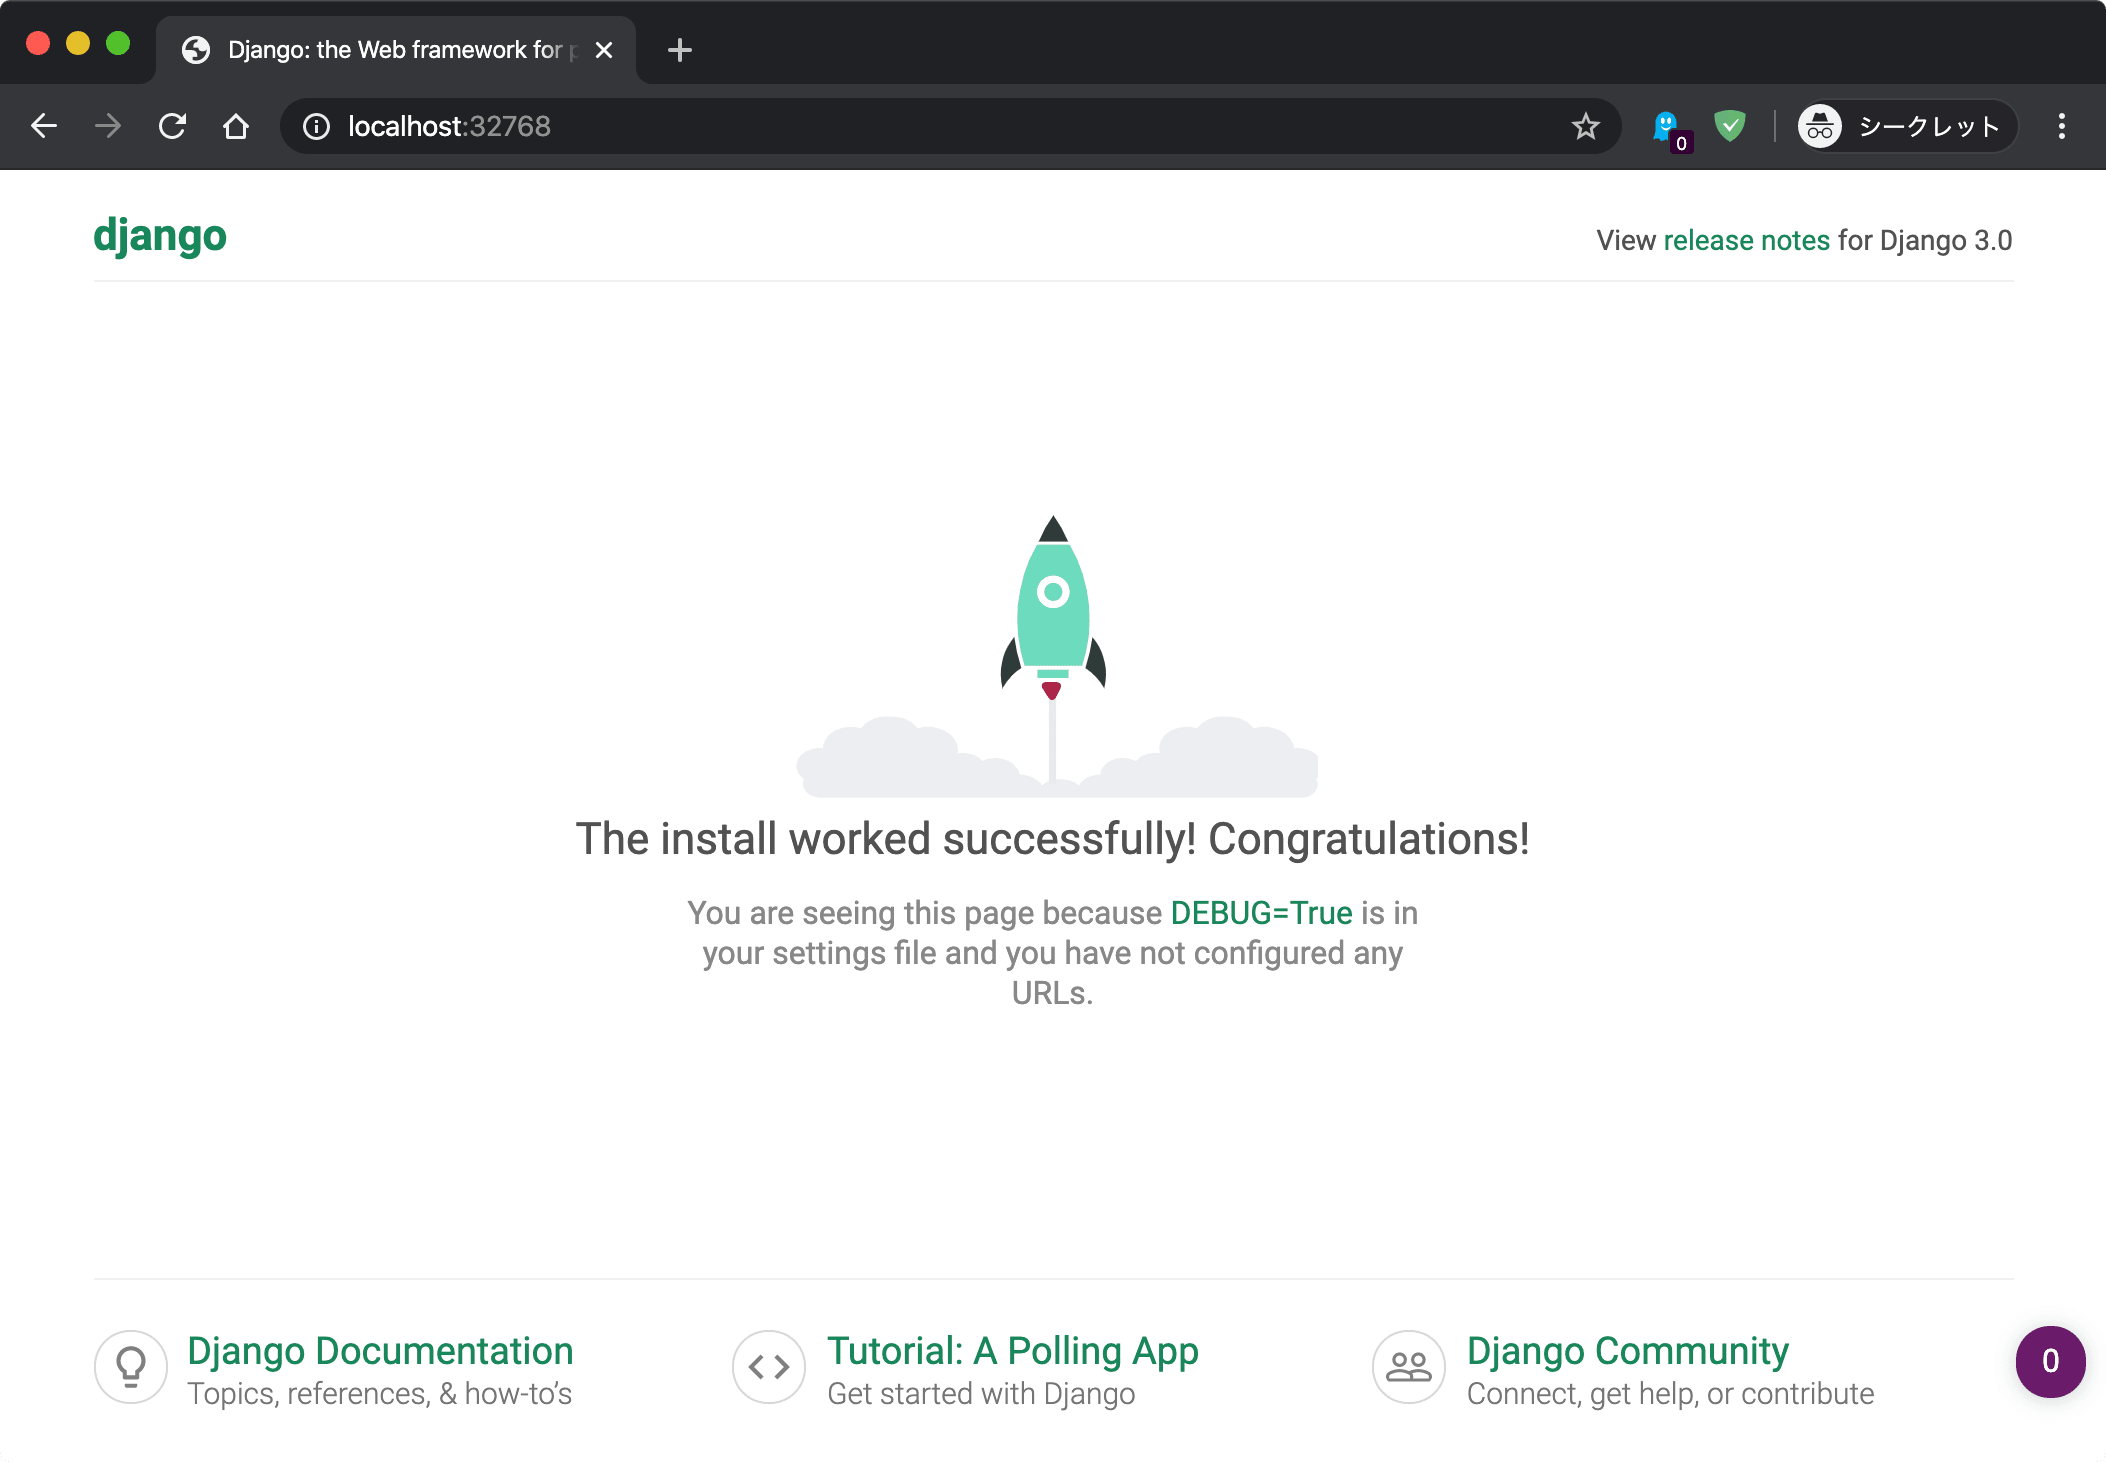 Django: the Web framework for p
localhost:32768
0
シークレット
django
View release notes for Django 3.0
The install worked successfully! Congratulations!
You are seeing this page because DEBUG=True is in
your settings file and you have not configured any
URLs.
Django Documentation
Topics, references, & how-to’s
Tutorial: A Polling App
Get started with Django
Django Community
Connect, get help, or contribute
0